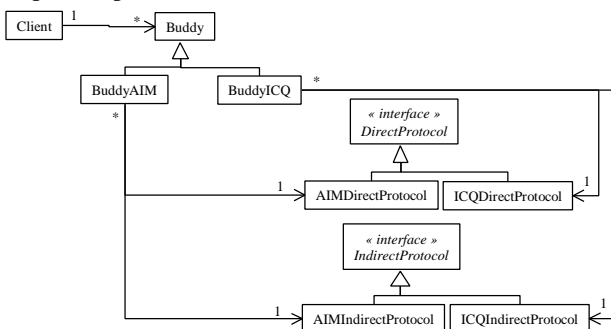 Client
1
*
Buddy
BuddyAIM
BuddyICQ
*
*
« interface »
DirectProtocol
1
AIMDirectProtocol
ICQDirectProtocol
1
« interface »
IndirectProtocol
1
AIMIndirectProtocol
ICQIndirectProtocol
1